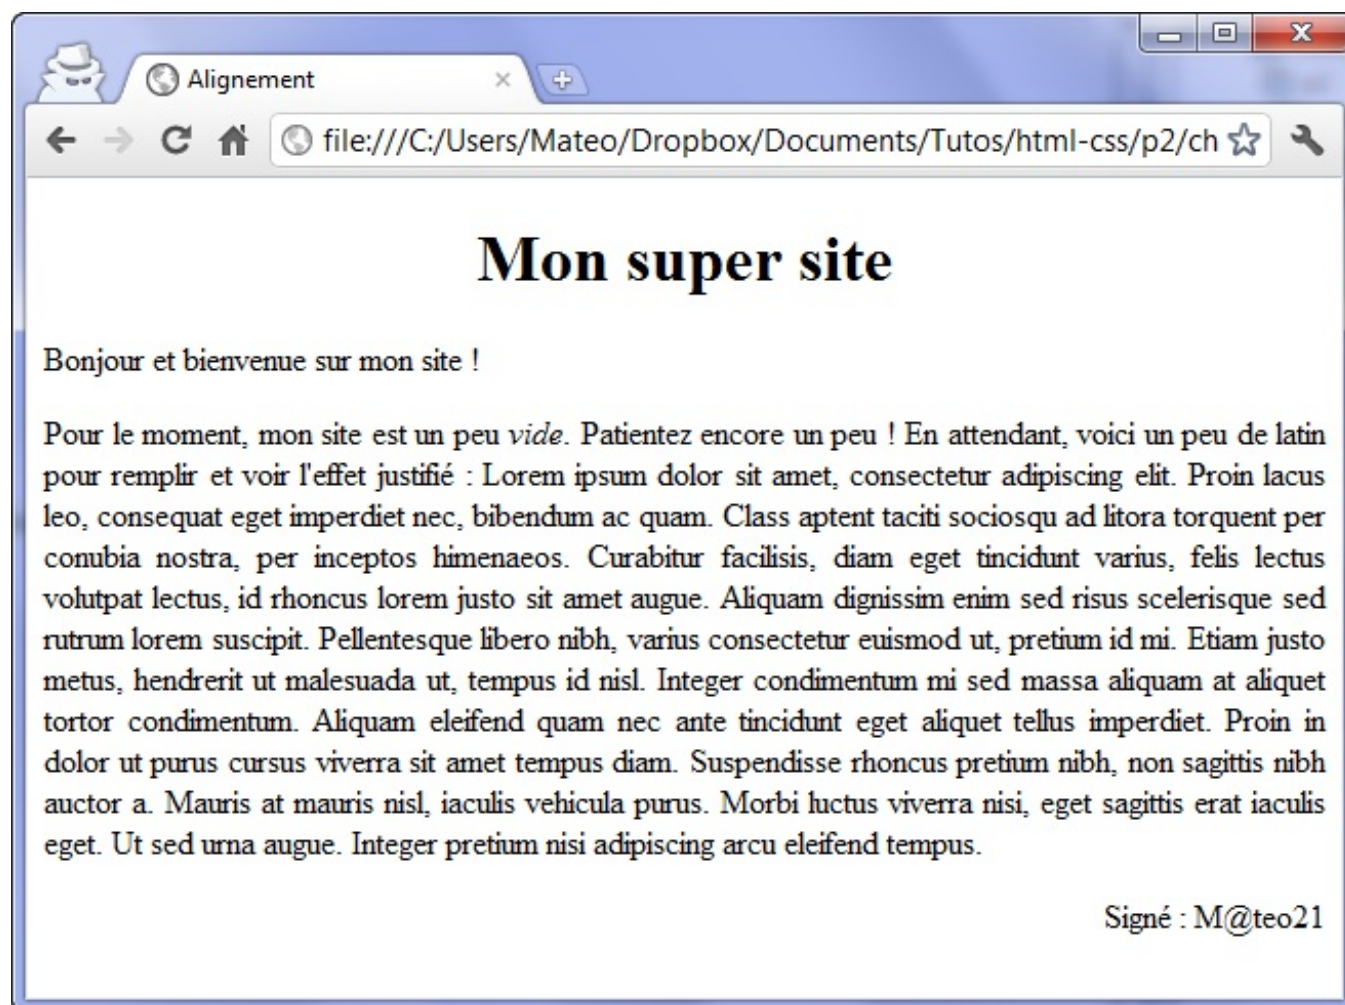 Alignement
file:///C:/Users/Mateo/Dropbox/Documents/Tutos/html-css/p2/ch
Mon super site
Bonjour et bienvenue sur mon site !
Pour le moment, mon site est un peu vide. Patientez encore un peu ! En attendant, voici un peu de latin
pour remplir et voir l'effet justifié : Lorem ipsum dolor sit amet, consectetur adipiscing elit. Proin lacus
leo, consequat eget imperdiet nec, bibendum ac quam. Class aptent taciti sociosqu ad litora torquent per
conubia nostra, per inceptos himenaeos. Curabitur facilisis, diam eget tincidunt varius, felis lectus
volutpat lectus, id rhoncus lorem justo sit amet augue. Aliquam dignissim enim sed risus scelerisque sed
rutrum lorem suscipit. Pellentesque libero nibh, varius consectetur euismod ut, pretium id mi. Etiam justo
metus, hendrerit ut malesuada ut, tempus id nisl. Integer condimentum mi sed massa aliquam at aliquet
tortor condimentum. Aliquam eleifend quam nec ante tincidunt eget aliquet tellus imperdiet. Proin in
dolor ut purus cursus viverra sit amet tempus diam. Suspendisse rhoncus pretium nibh, non sagittis nibh
auctor a. Mauris at mauris nisl, iaculis vehicula purus. Morbi luctus viverra nisi, eget sagittis erat iaculis
eget. Ut sed urna augue. Integer pretium nisi adipiscing arcu eleifend tempus.
Signé : M@teo21